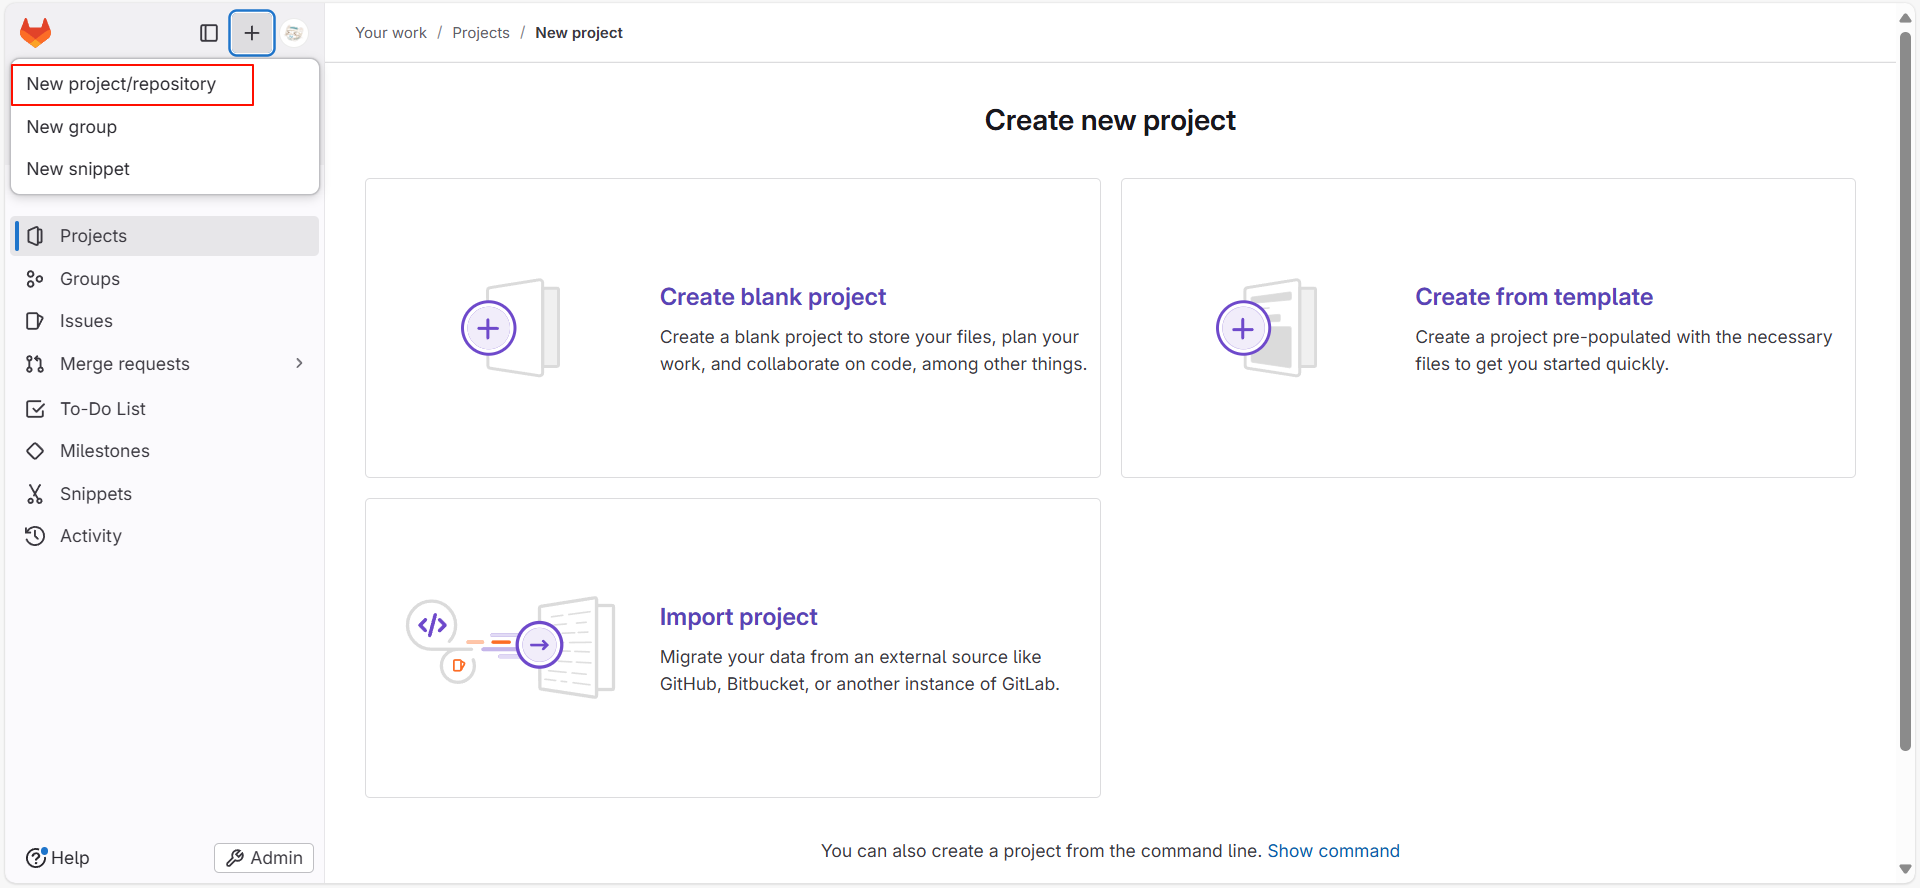 Your work / Projects / New project
New project/repository
New group
New snippet
Projects
Groups
Issues
Merge requests
To-Do List
Milestones
Snippets
Activity
Help
Admin
Create new project
Create blank project
Create a blank project to store your files, plan your
work, and collaborate on code, among other things.
Create from template
Create a project pre-populated with the necessary
files to get you started quickly.
Import project
Migrate your data from an external source like
GitHub, Bitbucket, or another instance of GitLab.
You can also create a project from the command line. Show command